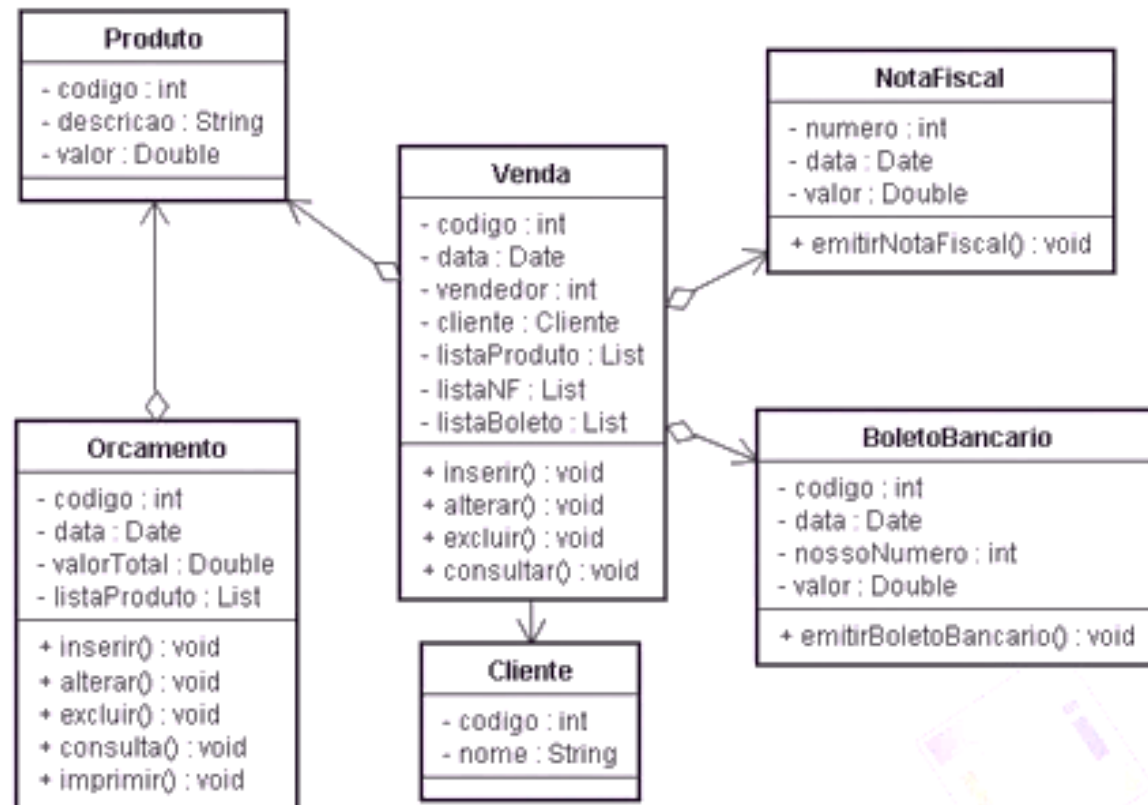 Produto
- codigo : int
- descricao : String
- valor : Double
NotaFiscal
- numero : int
- data : Date
- valor : Double
+ emitirNotaFiscal() : void
Venda
- codigo : int
- data : Date
- vendedor : int
- cliente : Cliente
- listaProduto : List
- listaNF : List
- listaBoleto : List
+ inserir() : void
+ alterar() : void
+ excluir() : void
+ consultar() : void
Orcamento
- codigo : int
- data : Date
- valorTotal : Double
- listaProduto : List
+ inserir() : void
+ alterar() : void
+ excluir() : void
+ consulta() : void
+ imprimir() : void
BoletoBancario
- codigo : int
- data : Date
- nossoNumero : int
- valor : Double
+ emitirBoletoBancario() : void
Cliente
- codigo : int
- nome : String